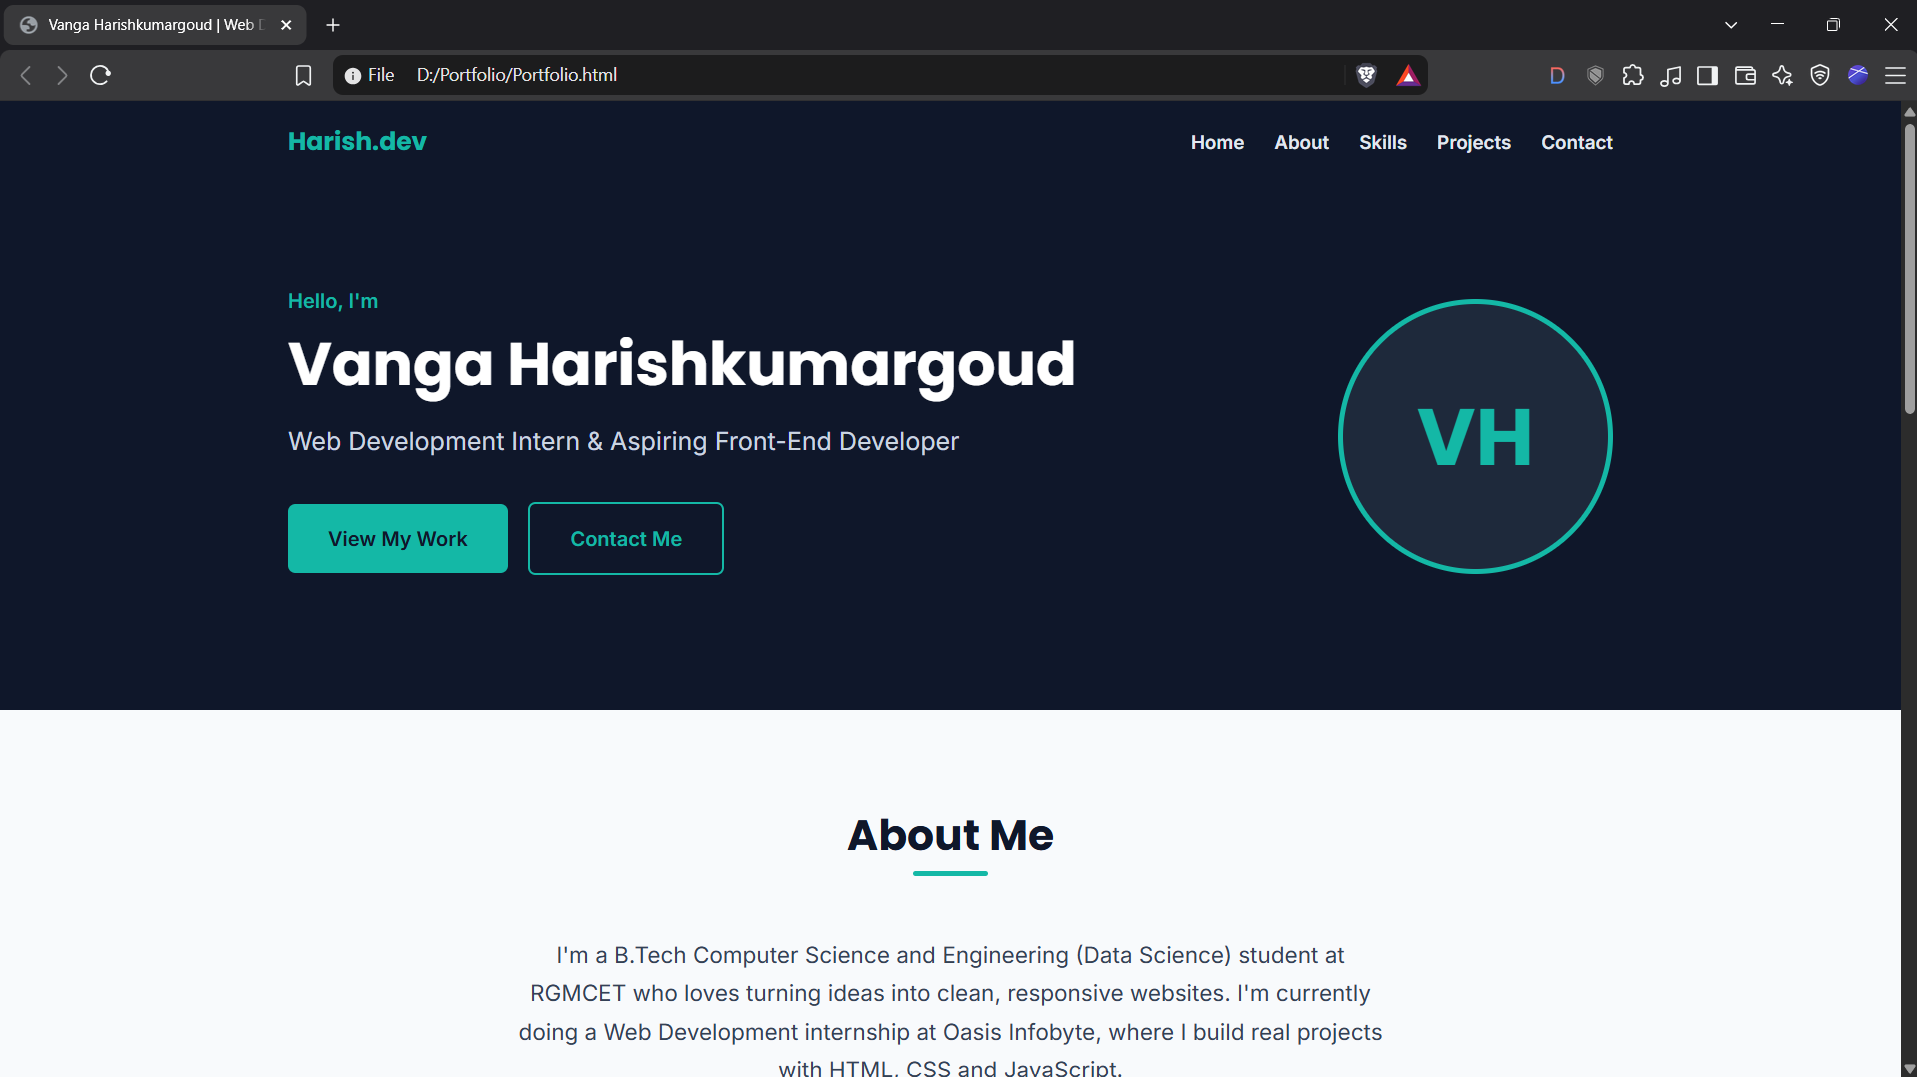 Vanga Harishkumargoud | Web D
File D:/Portfolio/Portfolio.html
Harish.dev
Home About Skills Projects Contact
Hello, I'm
Vanga Harishkumargoud
Web Development Intern & Aspiring Front-End Developer
View My Work Contact Me
VH
About Me
I'm a B.Tech Computer Science and Engineering (Data Science) student at
RGMCET who loves turning ideas into clean, responsive websites. I'm currently
doing a Web Development internship at Oasis Infobyte, where I build real projects
with HTML, CSS and JavaScript.